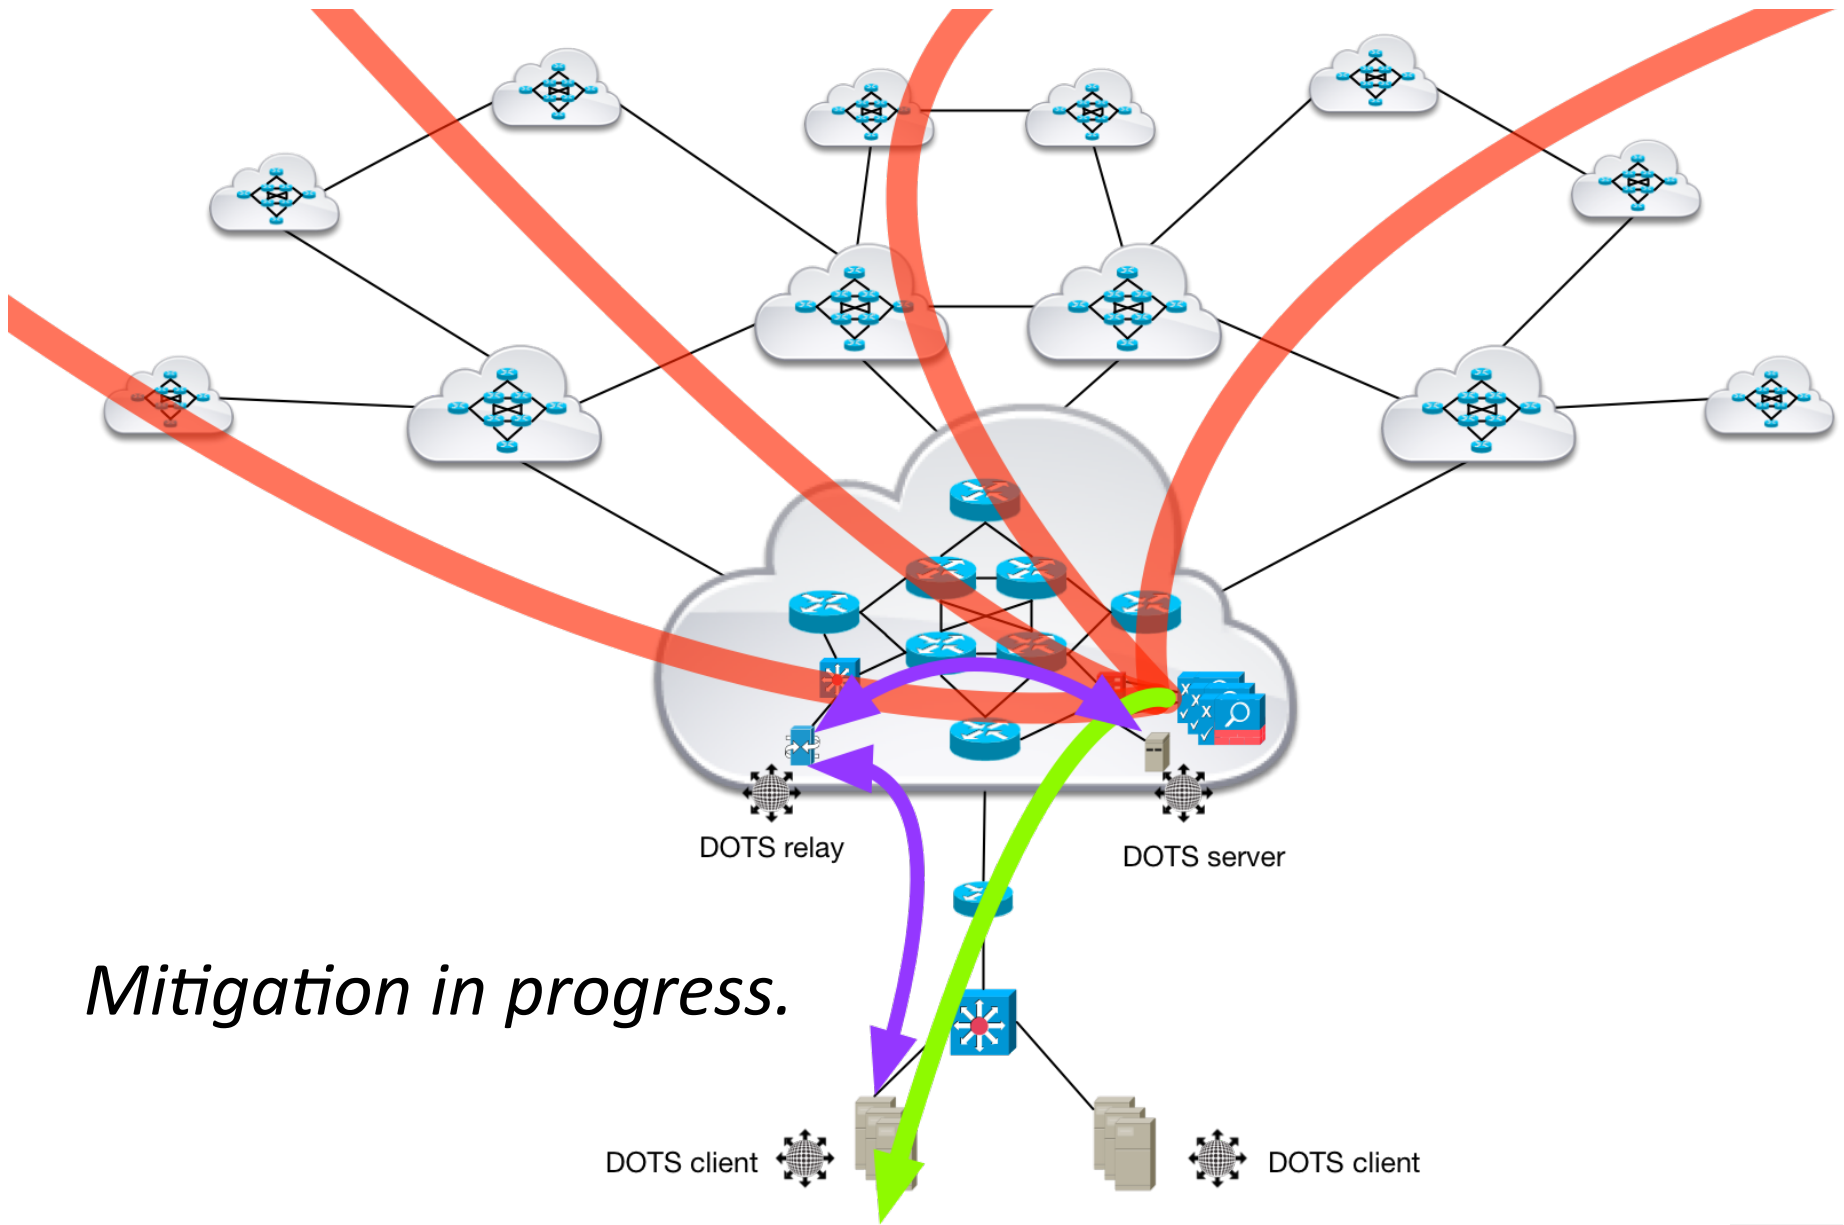 DOTS relay
DOTS server
Mitigation in progress.
DOTS client
DOTS client